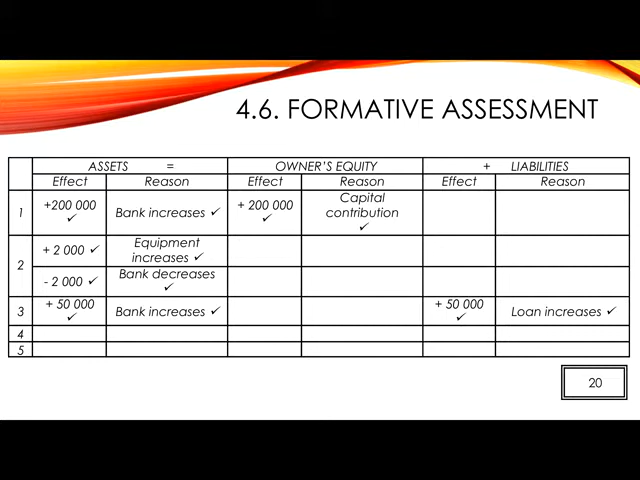 4.6. FORMATIVE ASSESSMENT
ASSETS = OWNER'S EQUITY + LIABILITIES
Effect Reason Effect Reason Effect Reason
1 +200 000 ✓ Bank increases ✓ + 200 000 ✓ Capital contribution ✓
2 + 2 000 ✓ Equipment increases ✓
- 2 000 ✓ Bank decreases ✓
3 + 50 000 ✓ Bank increases ✓ + 50 000 ✓ Loan increases ✓
4
5
20